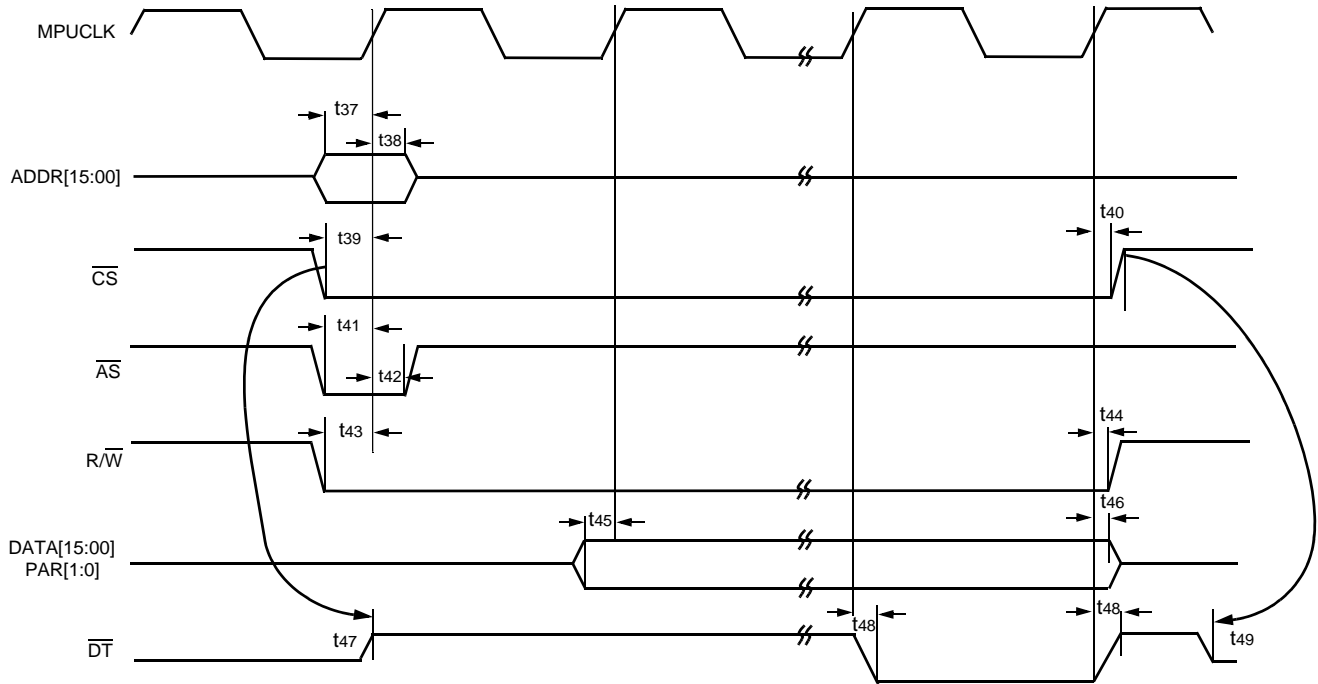 MPUCLK
t37
t38
ADDR[15:00]
t39
t40
CS
t41
AS
t42
t43
t44
R/W
t45
t46
DATA[15:00]
PAR[1:0]
t47
t48
t48
t49
DT